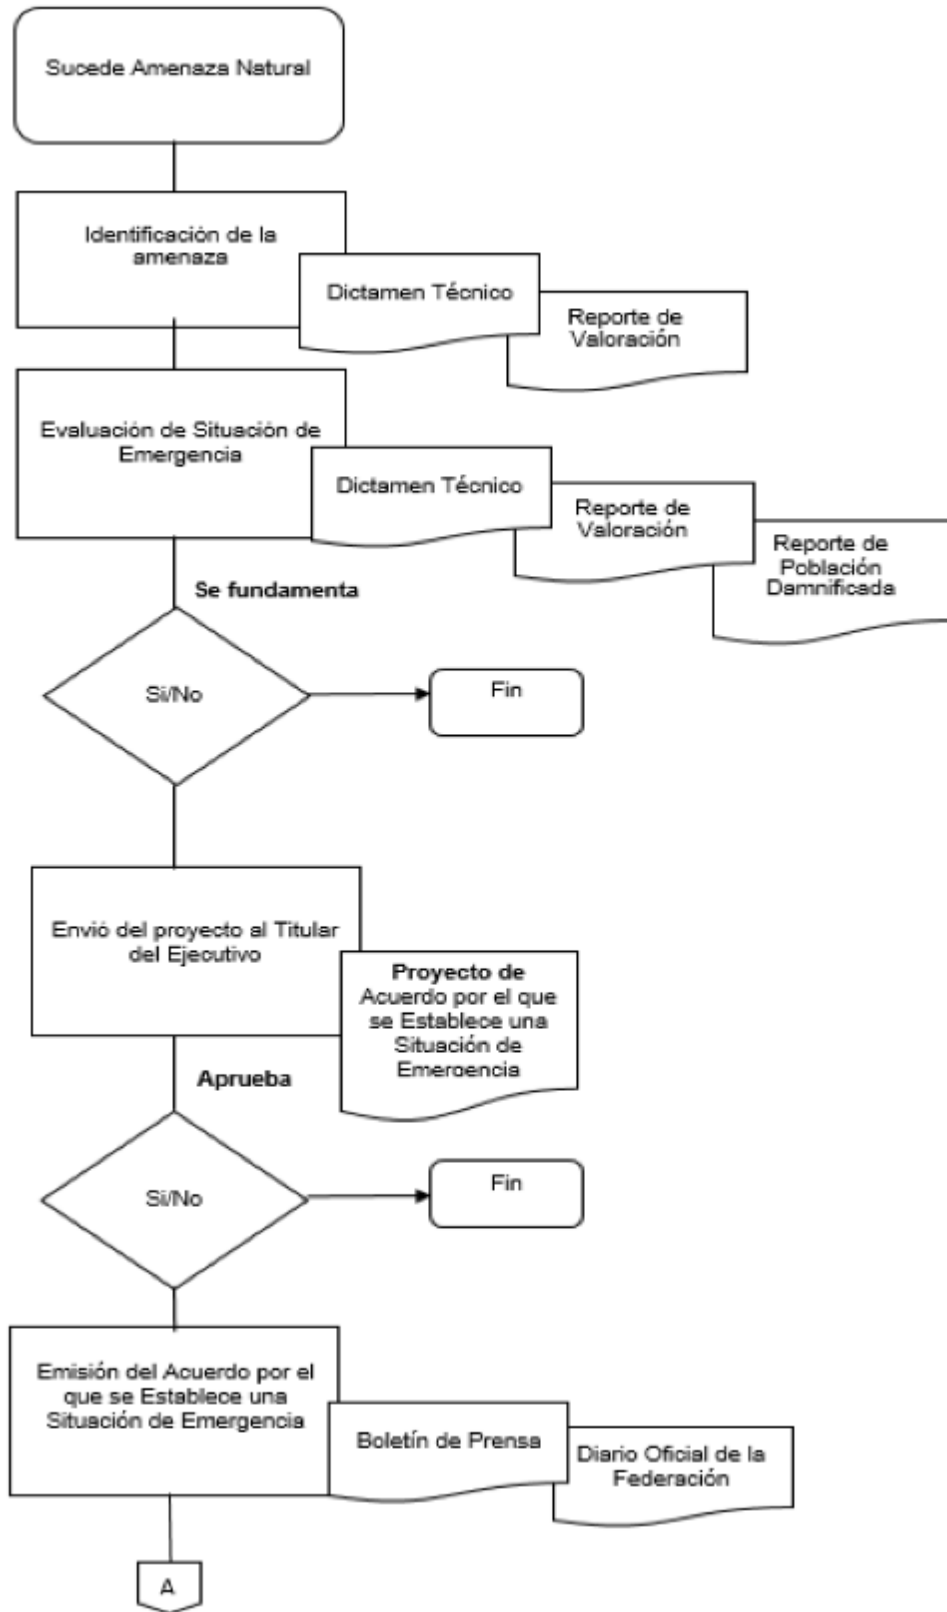 Sucede Amenaza Natural
Identificación de la
amenaza
Dictamen Técnico
Reporte de
Valoración
Evaluación de Situación de
Emergencia
Dictamen Técnico
Reporte de
Valoración
Reporte de
Población
Damnificada
Se fundamenta
Si/No
Fin
Envió del proyecto al Titular
del Ejecutivo
Proyecto de
Acuerdo por el que
se Establece una
Situación de
Emergencia
Aprueba
Si/No
Fin
Emisión del Acuerdo por el
que se Establece una
Situación de Emergencia
Boletín de Prensa
Diario Oficial de la
Federación
A